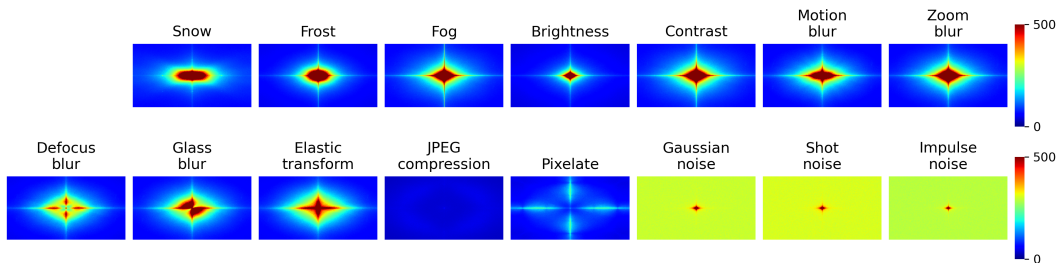 Snow Frost Fog Brightness Contrast Motion blur Zoom blur
500
0
Defocus blur Glass blur Elastic transform JPEG compression Pixelate Gaussian noise Shot noise Impulse noise
500
0